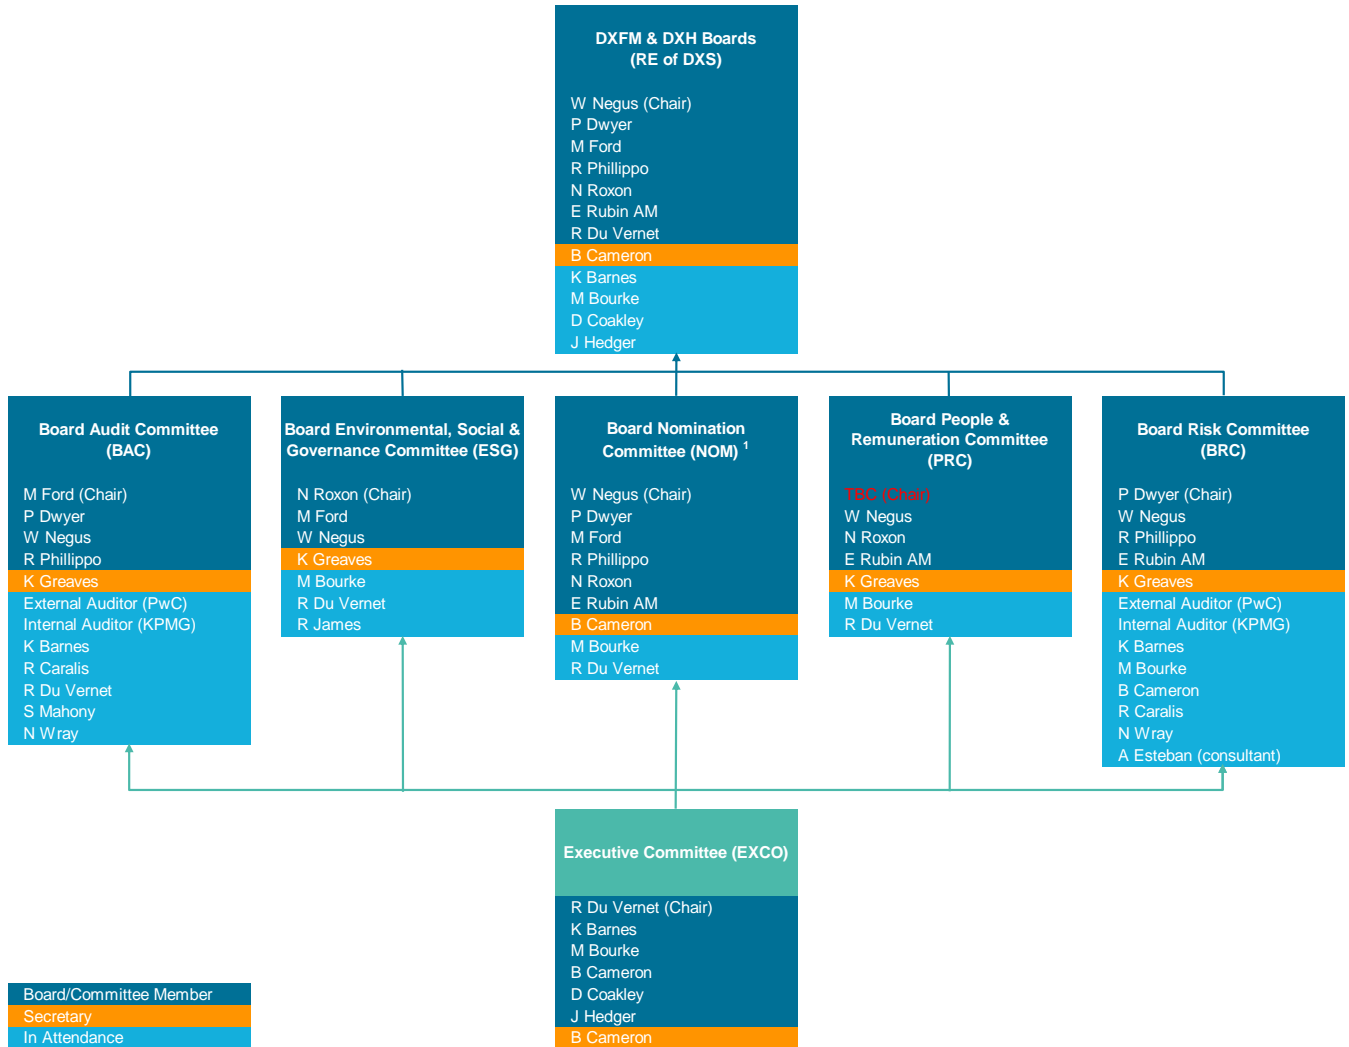 DXFM & DXH Boards
(RE of DXS)
W Negus (Chair)
P Dwyer
M Ford
R Phillippo
N Roxon
E Rubin AM
R Du Vernet
B Cameron
K Barnes
M Bourke
D Coakley
J Hedger
Board Audit Committee
(BAC)
M Ford (Chair)
P Dwyer
W Negus
R Phillippo
K Greaves
External Auditor (PwC)
Internal Auditor (KPMG)
K Barnes
R Caralis
R Du Vernet
S Mahony
N Wray
Board Environmental, Social &
Governance Committee (ESG)
N Roxon (Chair)
M Ford
W Negus
K Greaves
M Bourke
R Du Vernet
R James
Board Nomination
Committee (NOM) 1
W Negus (Chair)
P Dwyer
M Ford
R Phillippo
N Roxon
E Rubin AM
B Cameron
M Bourke
R Du Vernet
Board People &
Remuneration Committee
(PRC)
TBC (Chair)
W Negus
N Roxon
E Rubin AM
K Greaves
M Bourke
R Du Vernet
Board Risk Committee
(BRC)
P Dwyer (Chair)
W Negus
R Phillippo
E Rubin AM
K Greaves
External Auditor (PwC)
Internal Auditor (KPMG)
K Barnes
M Bourke
B Cameron
R Caralis
N Wray
A Esteban (consultant)
Executive Committee (EXCO)
R Du Vernet (Chair)
K Barnes
M Bourke
B Cameron
D Coakley
J Hedger
B Cameron
Board/Committee Member
Secretary
In Attendance